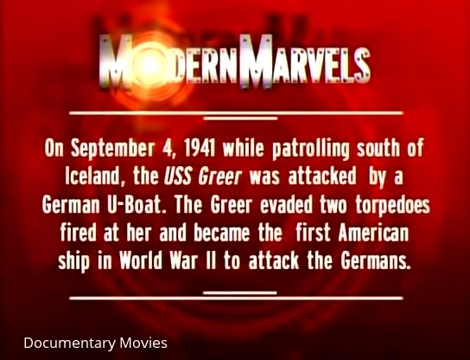 MODERN MARVELS
On September 4, 1941 while patrolling south of
Iceland, the USS Greer was attacked by a
German U-Boat. The Greer evaded two torpedoes
fired at her and became the first American
ship in World War II to attack the Germans.
Documentary Movies